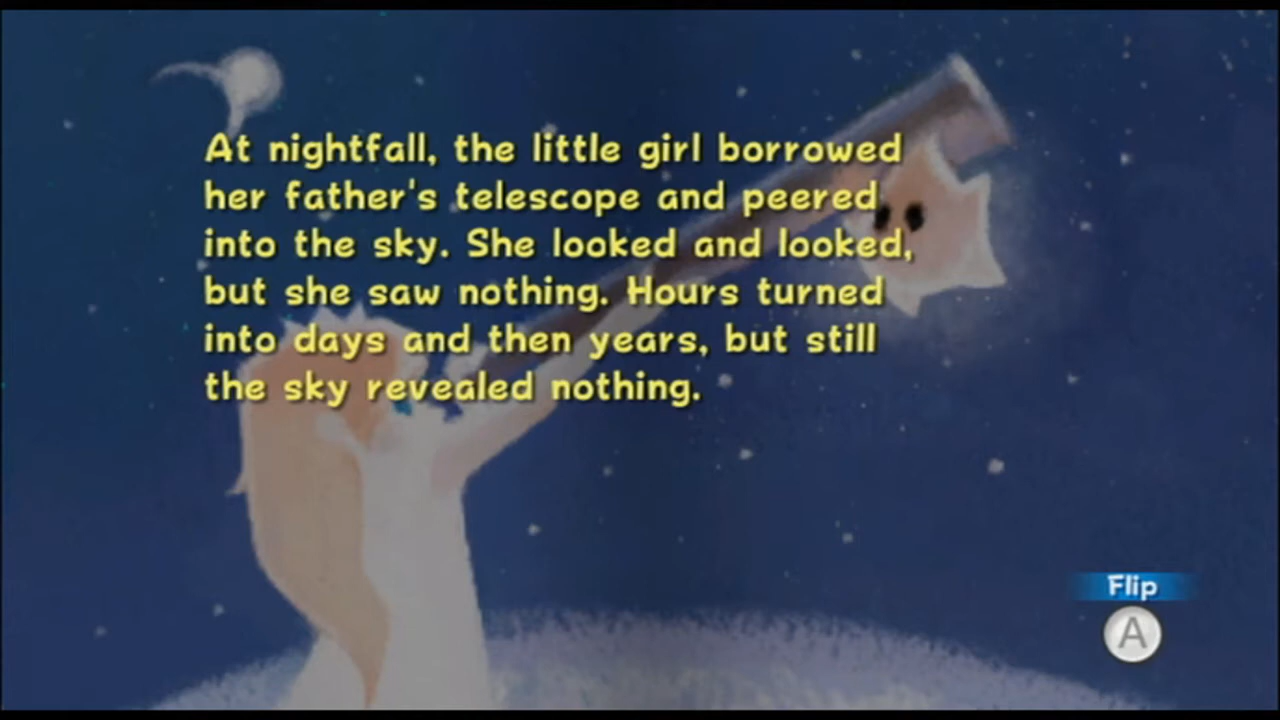 At nightfall, the little girl borrowed
her father's telescope and peered
into the sky. She looked and looked,
but she saw nothing. Hours turned
into days and then years, but still
the sky revealed nothing.
Flip
A